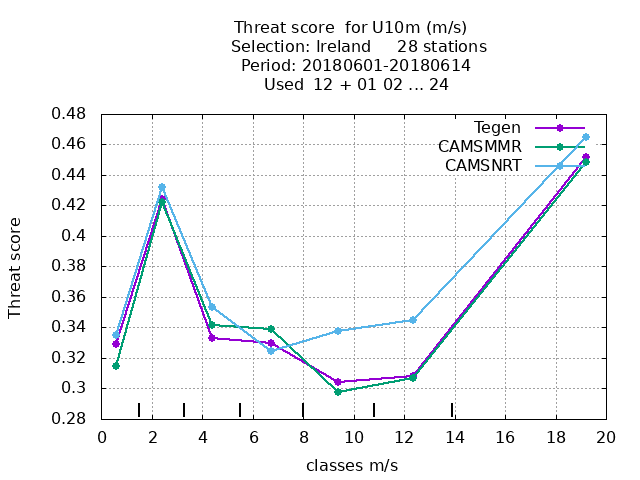 Threat score  for U10m (m/s)
Selection: Ireland     28 stations
Period: 20180601-20180614
Used  12 + 01 02 ... 24
Tegen
CAMSMMR
CAMSNRT
0.48
0.46
0.44
0.42
0.4
0.38
0.36
0.34
0.32
0.3
0.28
Threat score
0 2 4 6 8 10 12 14 16 18 20
classes m/s